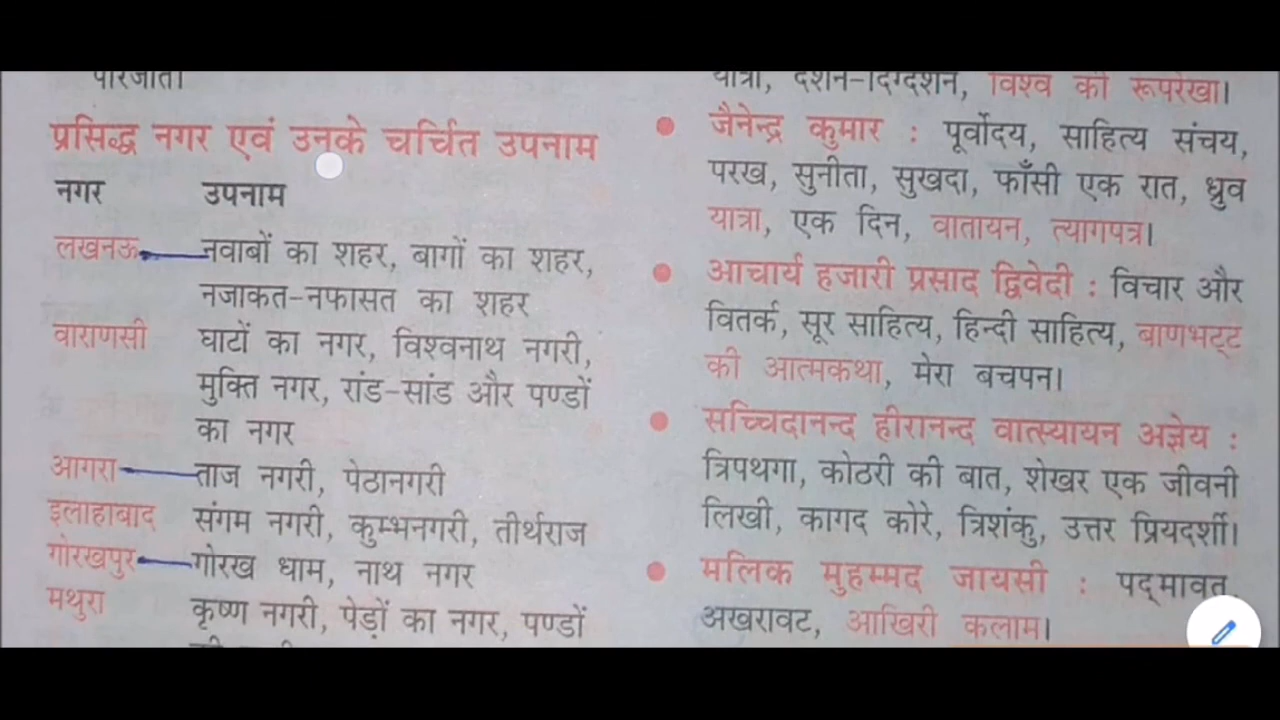 पारिजात।
प्रसिद्ध नगर एवं उनके चर्चित उपनाम
नगर उपनाम
लखनऊ नवाबों का शहर, बागों का शहर,
नजाकत-नफासत का शहर
वाराणसी घाटों का नगर, विश्वनाथ नगरी,
मुक्ति नगर, रांड-सांड और पण्डों
का नगर
आगरा ताज नगरी, पेठानगरी
इलाहाबाद संगम नगरी, कुम्भनगरी, तीर्थराज
गोरखपुर गोरख धाम, नाथ नगर
मथुरा कृष्ण नगरी, पेड़ों का नगर, पण्डों
यात्रा, दर्शन-दिग्दर्शन, विश्व की रूपरेखा।
जैनेन्द्र कुमार : पूर्वोदय, साहित्य संचय,
परख, सुनीता, सुखदा, फाँसी एक रात, ध्रुव
यात्रा, एक दिन, वातायन, त्यागपत्र।
आचार्य हजारी प्रसाद द्विवेदी : विचार और
वितर्क, सूर साहित्य, हिन्दी साहित्य, बाणभट्ट
की आत्मकथा, मेरा बचपन।
सच्चिदानन्द हीरानन्द वात्स्यायन अज्ञेय :
त्रिपथगा, कोठरी की बात, शेखर एक जीवनी
लिखी, कागद कोरे, त्रिशंकु, उत्तर प्रियदर्शी।
मलिक मुहम्मद जायसी : पद्मावत,
अखरावट, आखिरी कलाम।